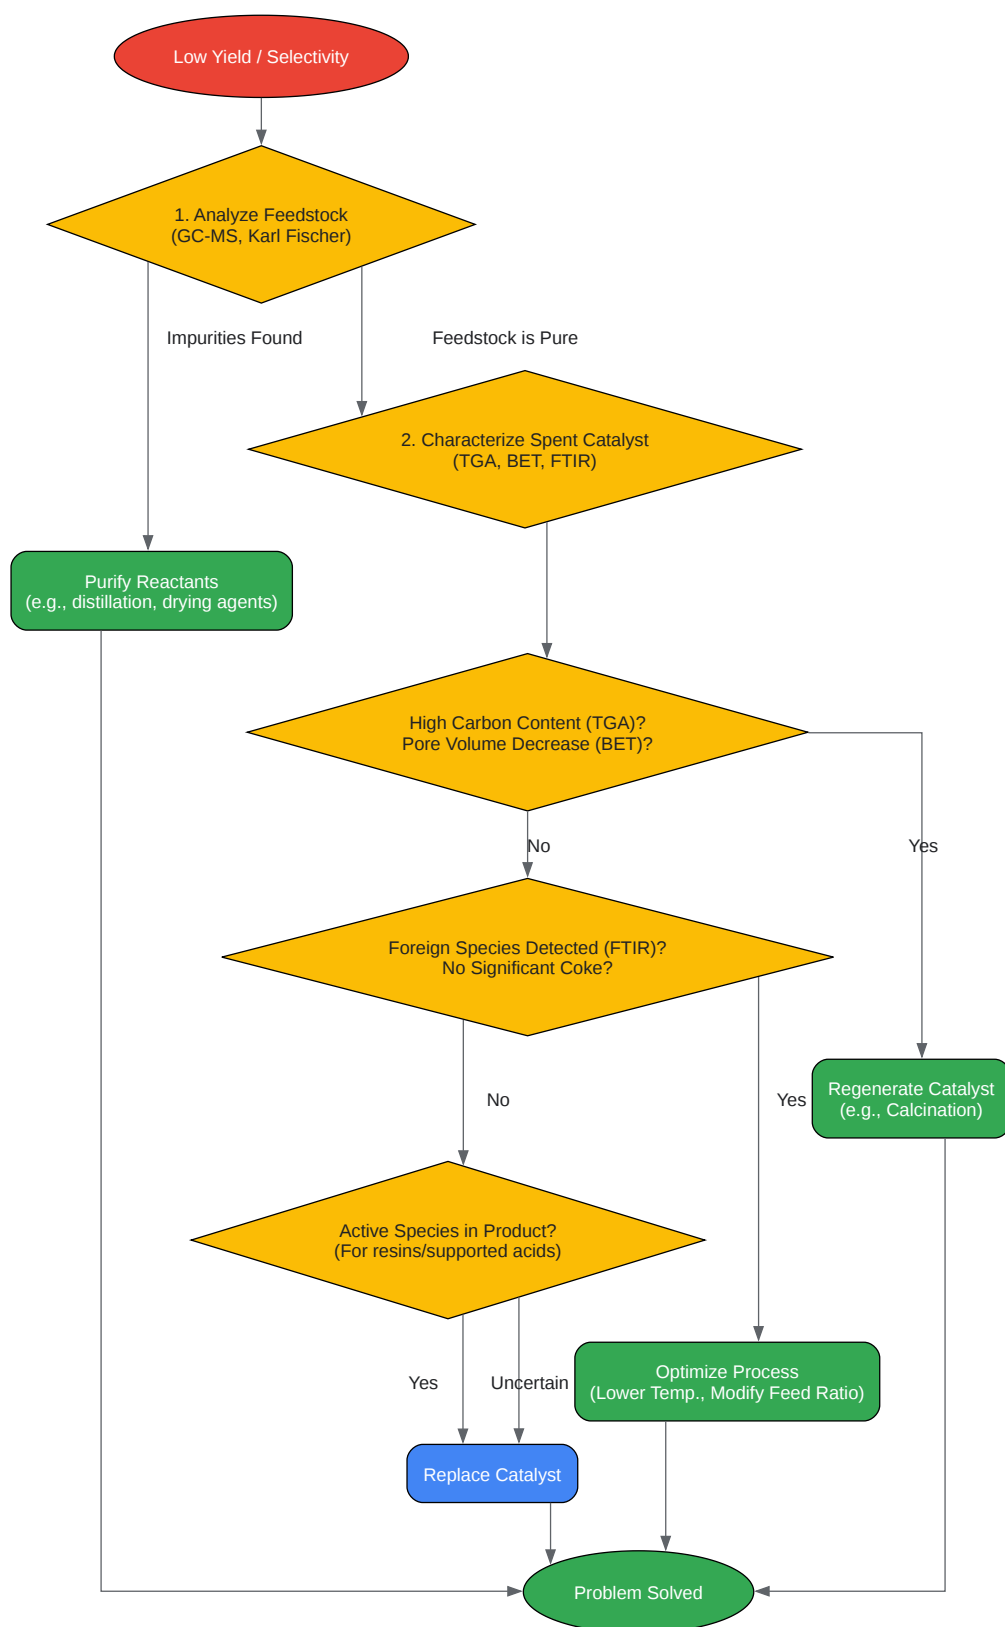 Low Yield / Selectivity
1. Analyze Feedstock
(GC-MS, Karl Fischer)
Impurities Found
Feedstock is Pure
2. Characterize Spent Catalyst
(TGA, BET, FTIR)
Purify Reactants
(e.g., distillation, drying agents)
High Carbon Content (TGA)?
Pore Volume Decrease (BET)?
No
Yes
Foreign Species Detected (FTIR)?
No Significant Coke?
No
Yes
Regenerate Catalyst
(e.g., Calcination)
Active Species in Product?
(For resins/supported acids)
Yes
Uncertain
Optimize Process
(Lower Temp., Modify Feed Ratio)
Replace Catalyst
Problem Solved